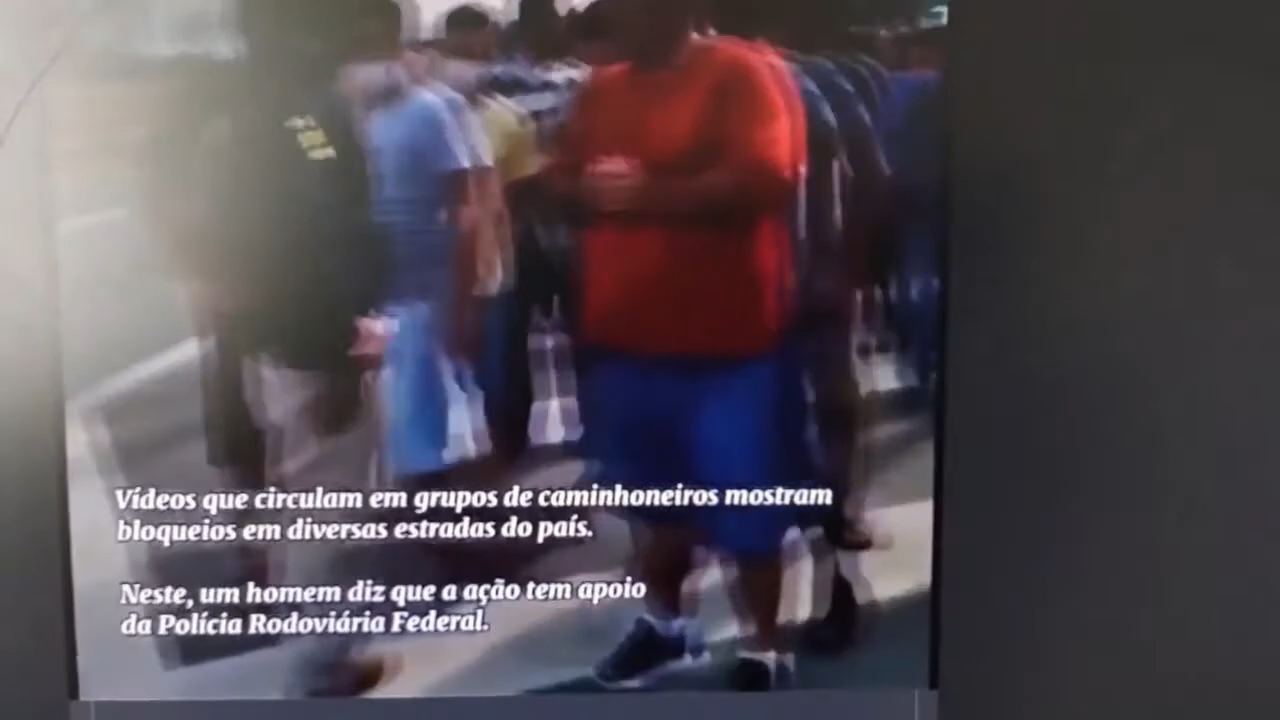 Vídeos que circulam em grupos de caminhoneiros mostram
bloqueios em diversas estradas do país.
Neste, um homem diz que a ação tem apoio
da Polícia Rodoviária Federal.